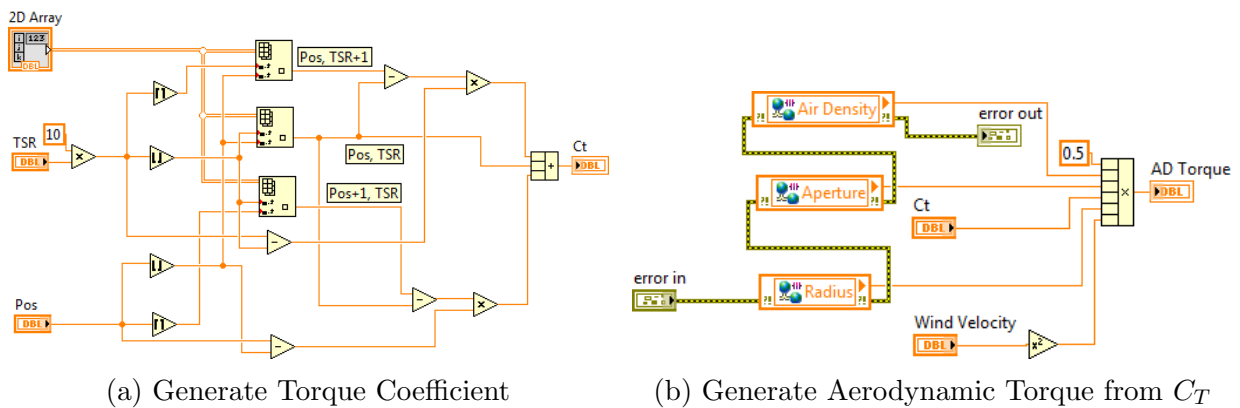 2D Array
i
j
k
123
DBL
Pos, TSR+1
10
TSR
DBL
Pos, TSR
Ct
DBL
Pos+1, TSR
Pos
DBL
Air Density
error out
0.5
AD Torque
DBL
Aperture
Ct
DBL
error in
Radius
Wind Velocity
DBL
x²
(a) Generate Torque Coefficient
(b) Generate Aerodynamic Torque from C_T